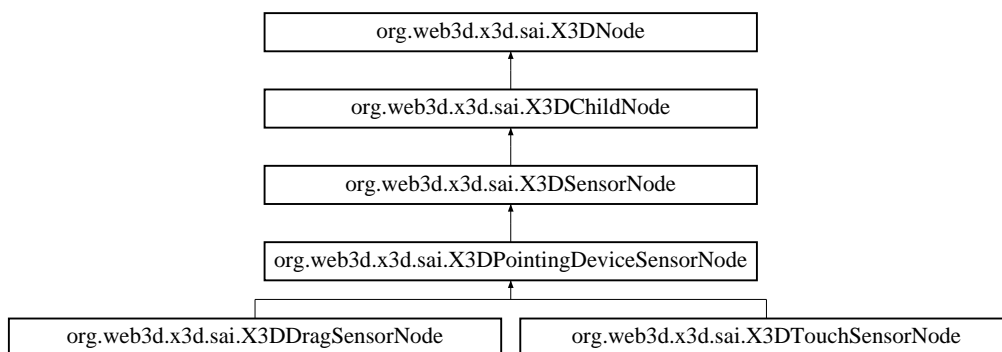 org.web3d.x3d.sai.X3DNode
org.web3d.x3d.sai.X3DChildNode
org.web3d.x3d.sai.X3DSensorNode
org.web3d.x3d.sai.X3DPointingDeviceSensorNode
org.web3d.x3d.sai.X3DDragSensorNode
org.web3d.x3d.sai.X3DTouchSensorNode